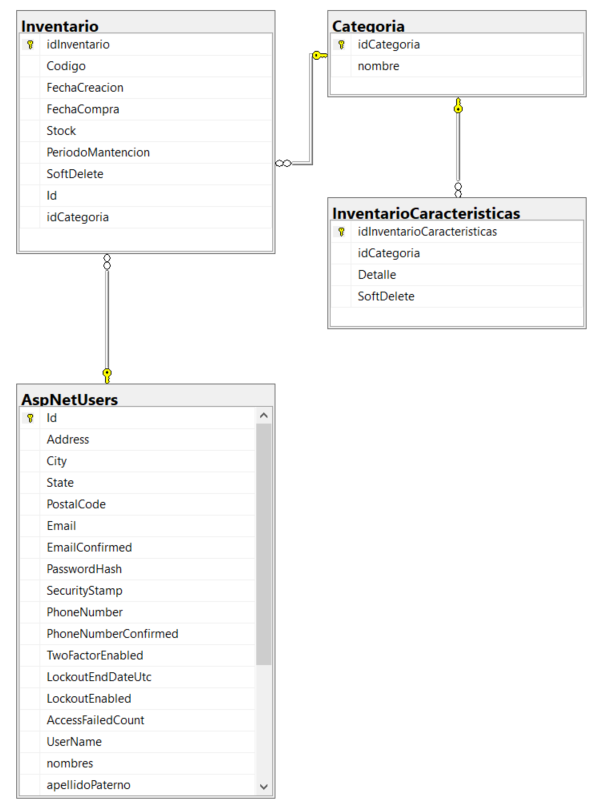 Inventario
idInventario
Codigo
FechaCreacion
FechaCompra
Stock
PeriodoMantencion
SoftDelete
Id
idCategoria
Categoria
idCategoria
nombre
InventarioCaracteristicas
idInventarioCaracteristicas
idCategoria
Detalle
SoftDelete
AspNetUsers
Id
Address
City
State
PostalCode
Email
EmailConfirmed
PasswordHash
SecurityStamp
PhoneNumber
PhoneNumberConfirmed
TwoFactorEnabled
LockoutEndDateUtc
LockoutEnabled
AccessFailedCount
UserName
nombres
apellidoPaterno